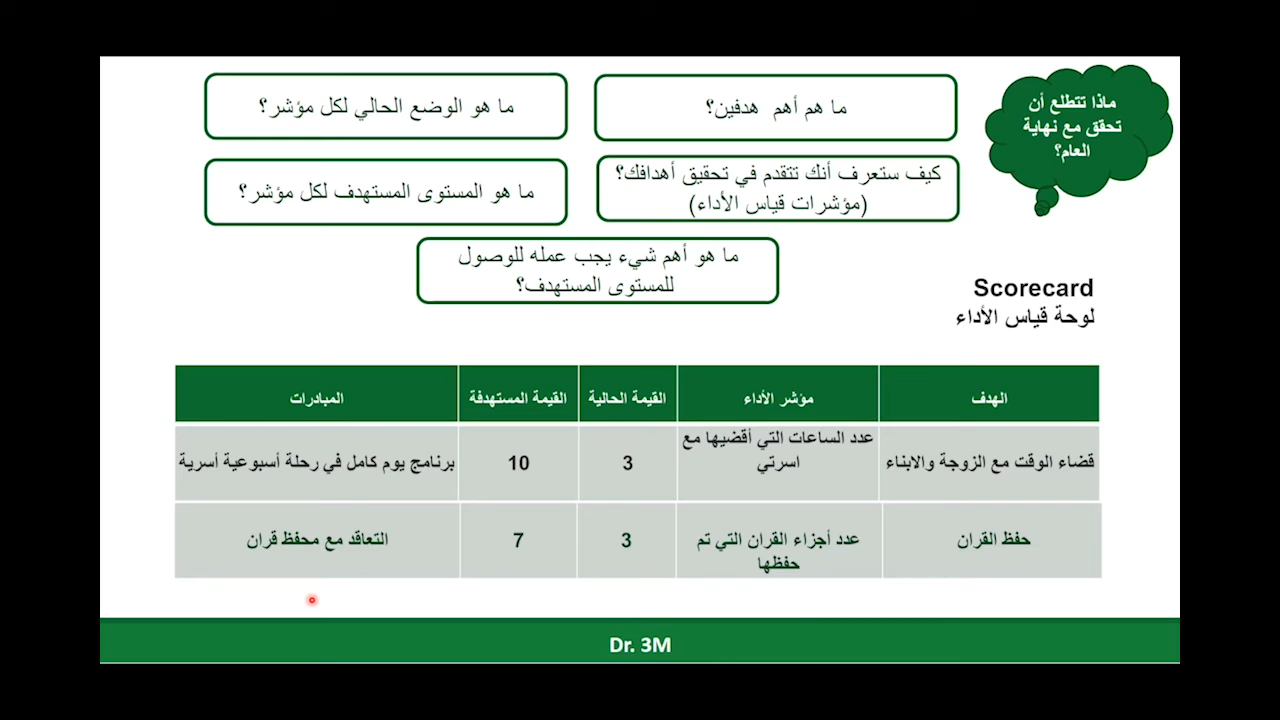 ماذا تتطلع أن
تحقق مع نهاية
العام؟
ما هم أهم هدفين؟
ما هو الوضع الحالي لكل مؤشر؟
كيف ستعرف أنك تتقدم في تحقيق أهدافك؟
(مؤشرات قياس الأداء)
ما هو المستوى المستهدف لكل مؤشر؟
ما هو أهم شيء يجب عمله للوصول
للمستوى المستهدف؟
Scorecard
لوحة قياس الأداء
الهدف مؤشر الأداء القيمة الحالية القيمة المستهدفة المبادرات
عدد الساعات التي أقضيها مع
قضاء الوقت مع الزوجة والابناء اسرتي 3 10 برنامج يوم كامل في رحلة أسبوعية أسرية
حفظ القران عدد أجزاء القران التي تم 3 7 التعاقد مع محفظ قران
حفظها
Dr. 3M